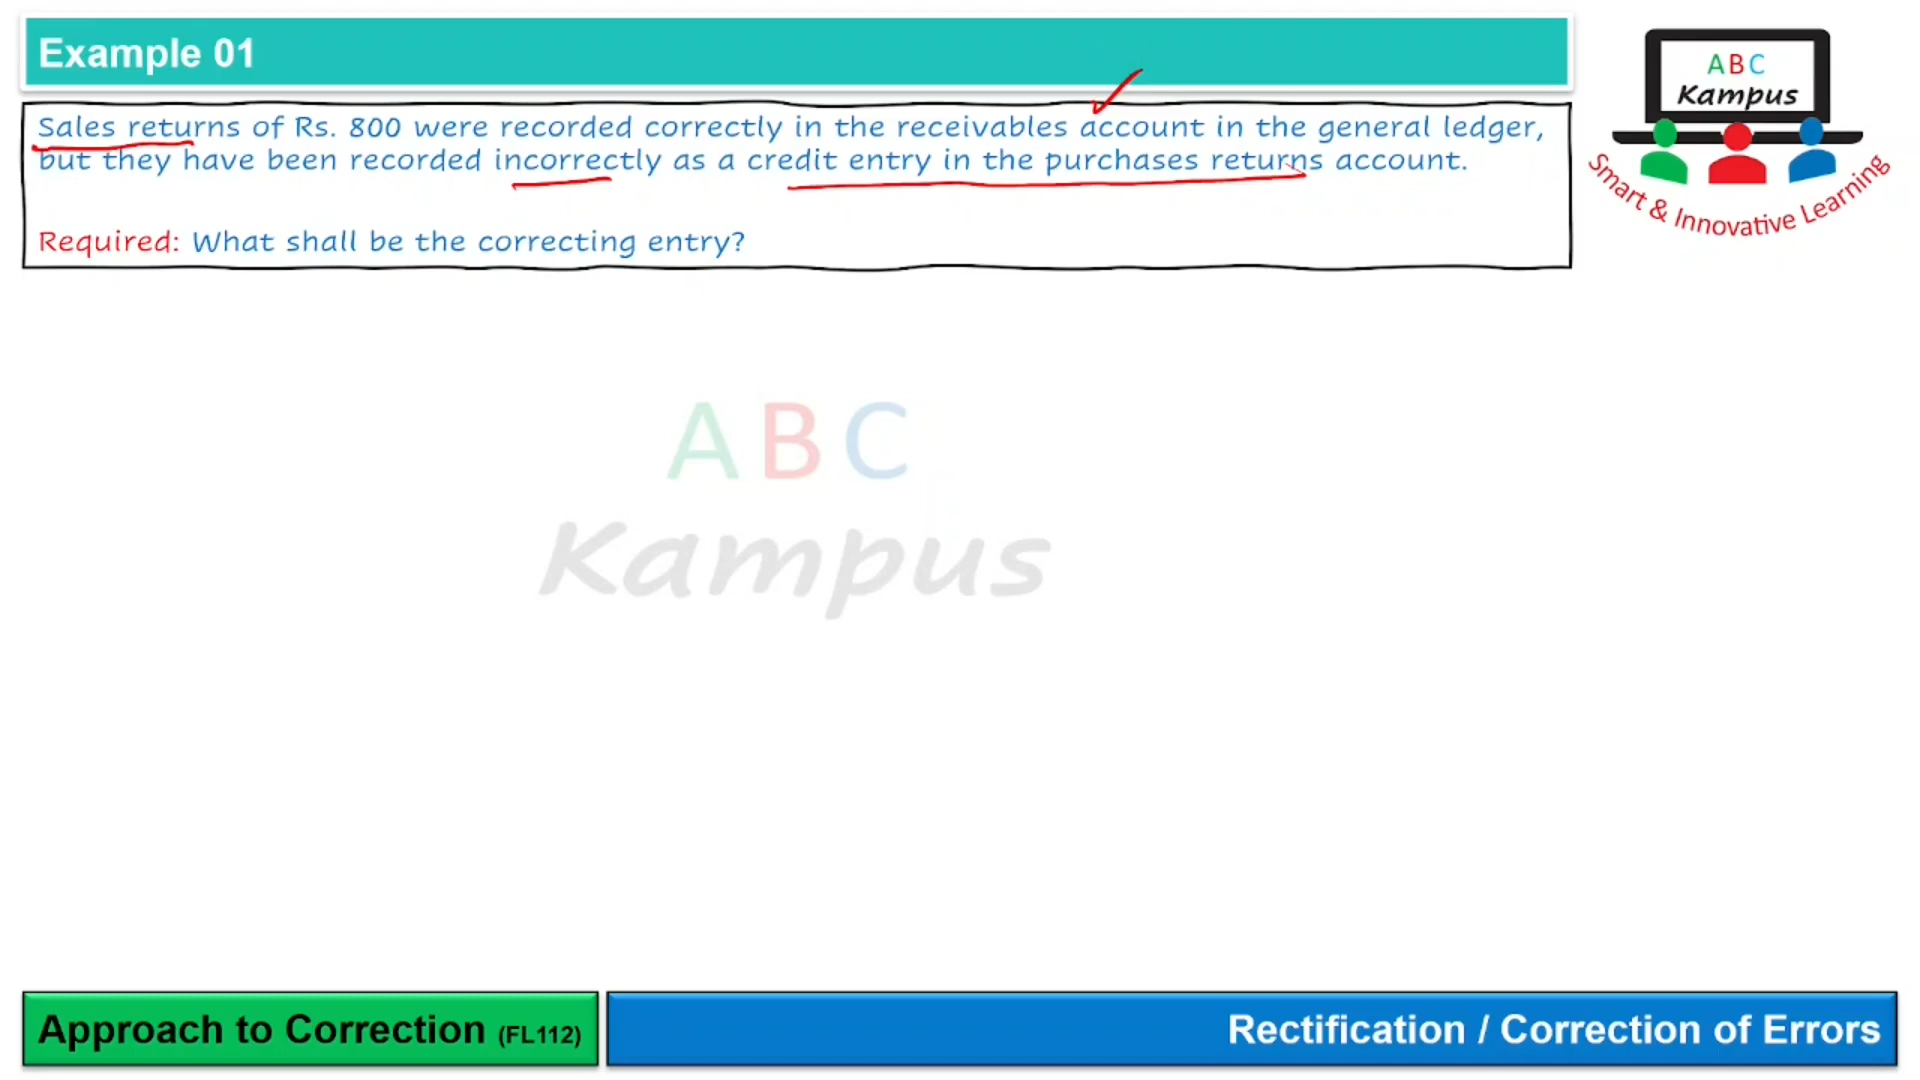 Example 01
A B C
Kampus
Smart & Innovative Learning
Sales returns of Rs. 800 were recorded correctly in the receivables account in the general ledger,
but they have been recorded incorrectly as a credit entry in the purchases returns account.
Required: What shall be the correcting entry?
A B C
Kampus
Approach to Correction (FL112)
Rectification / Correction of Errors